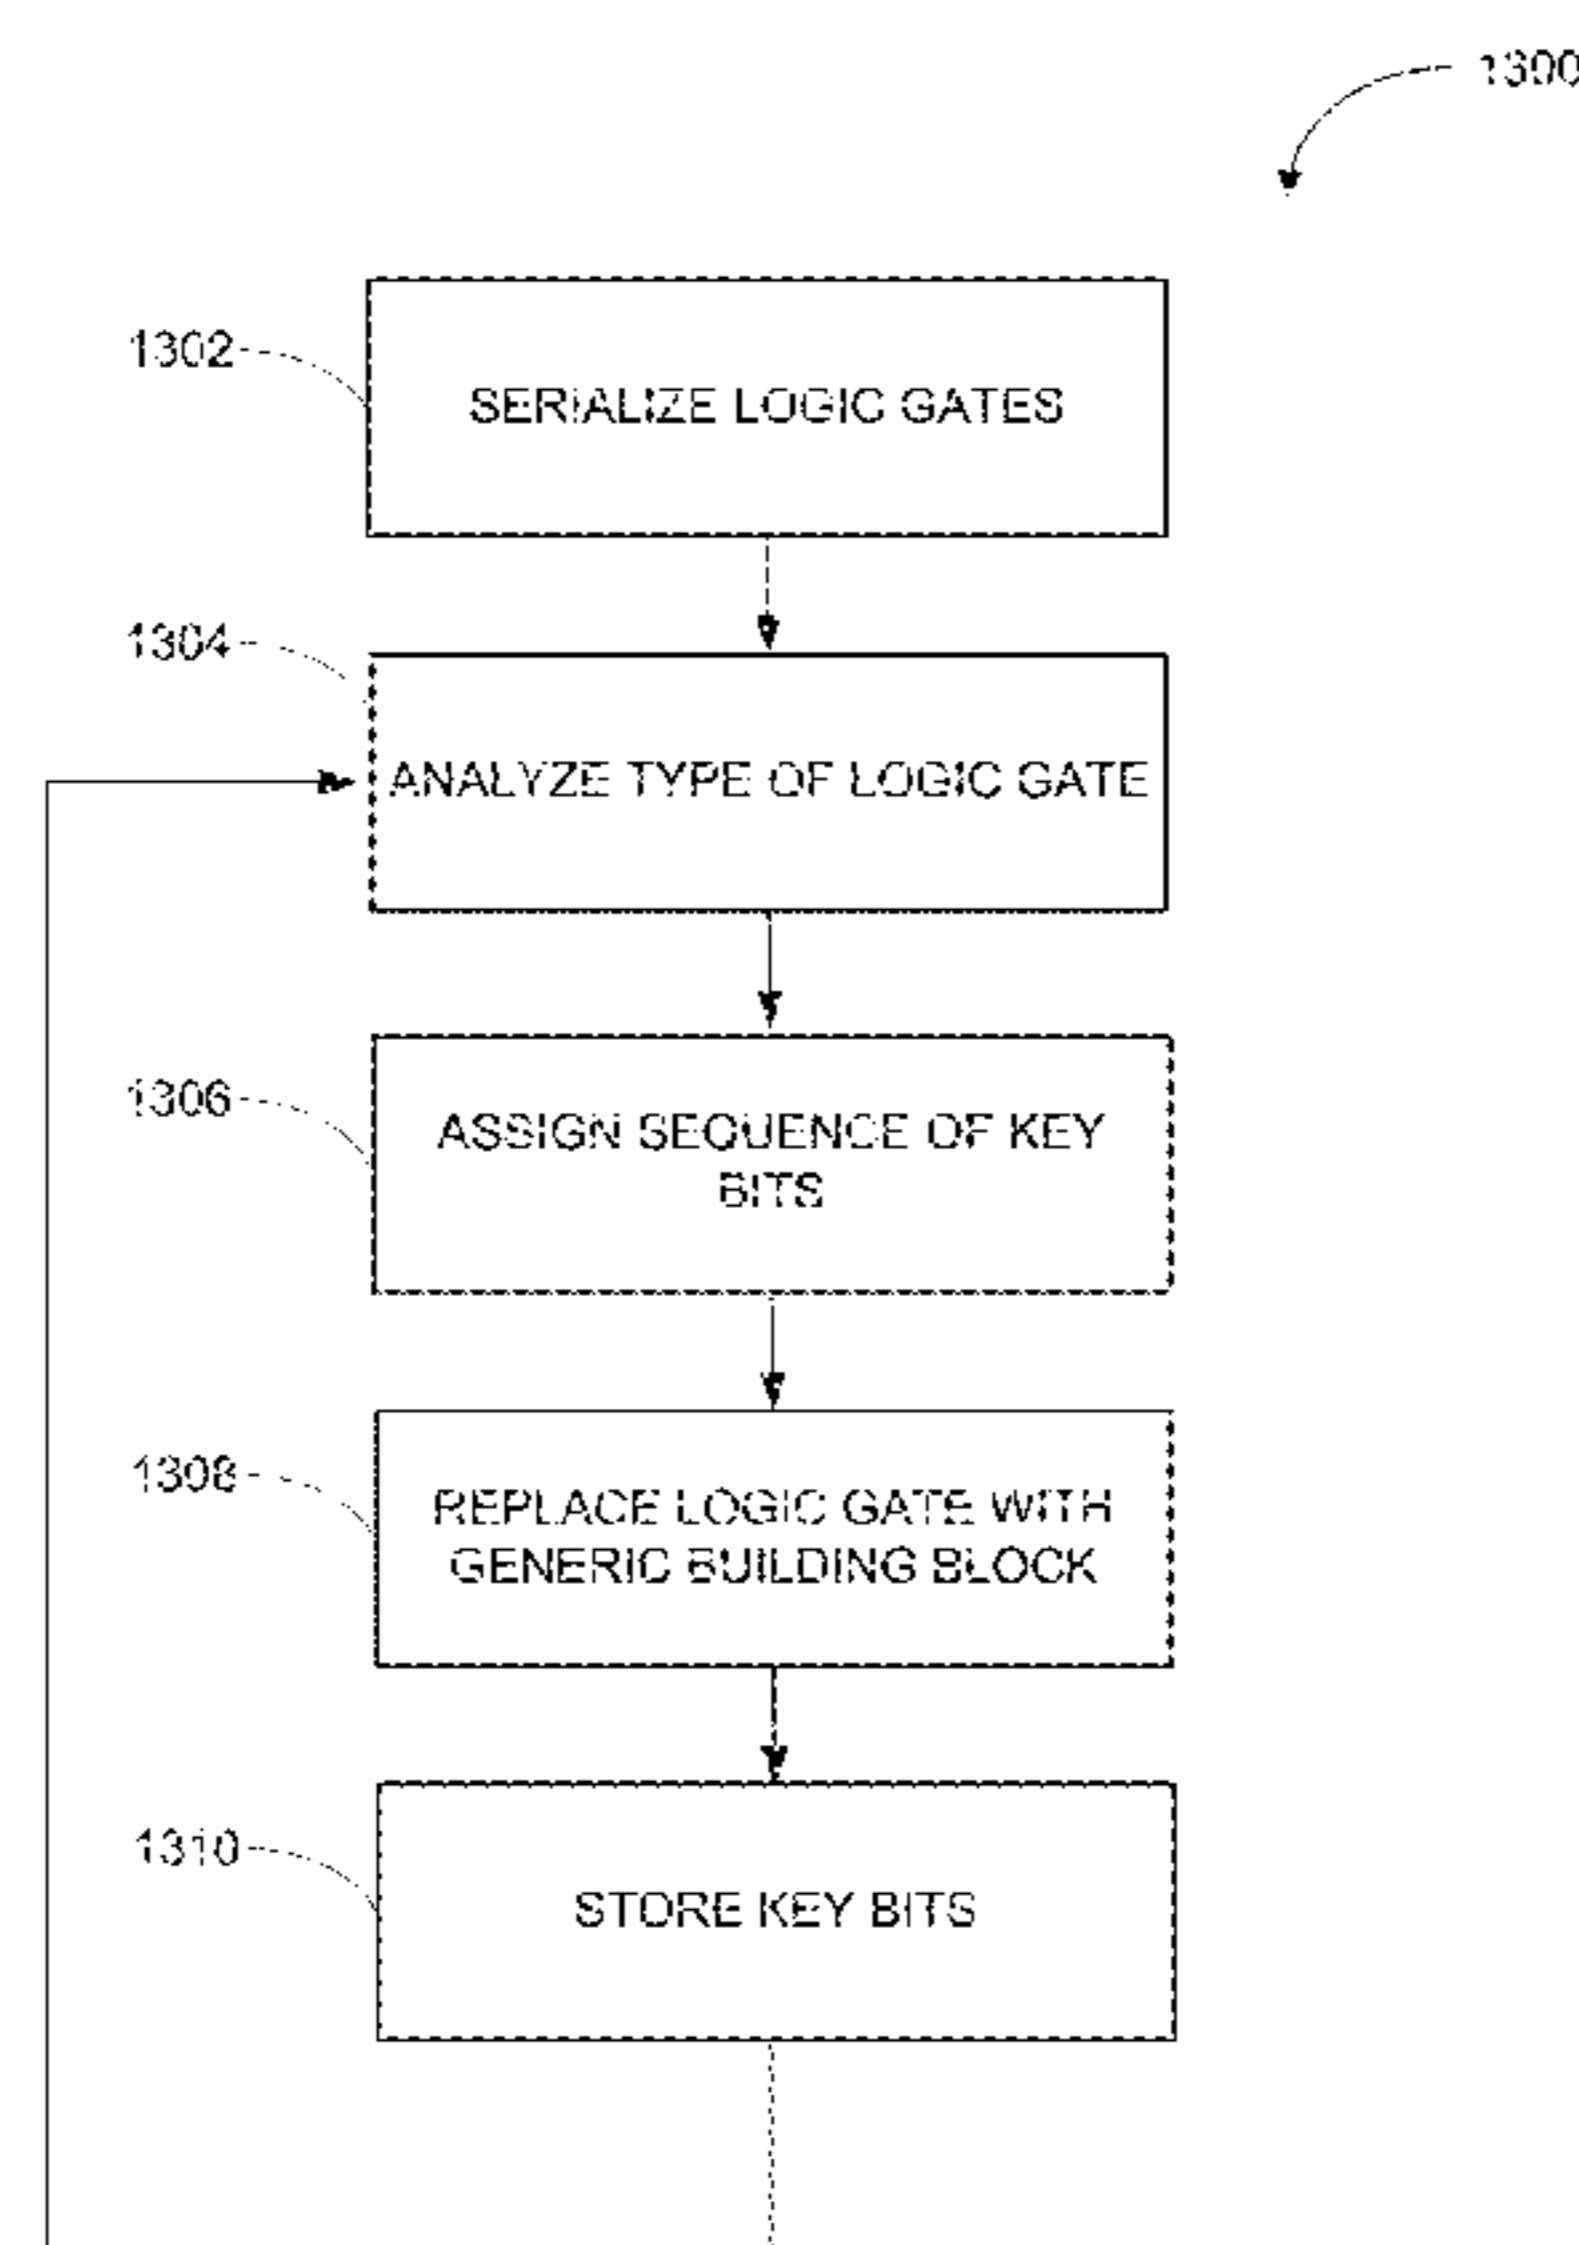 1300
1302
SERIALIZE LOGIC GATES
1304
ANALYZE TYPE OF LOGIC GATE
1306
ASSIGN SEQUENCE OF KEY
BITS
1308
REPLACE LOGIC GATE WITH
GENERIC BUILDING BLOCK
1310
STORE KEY BITS